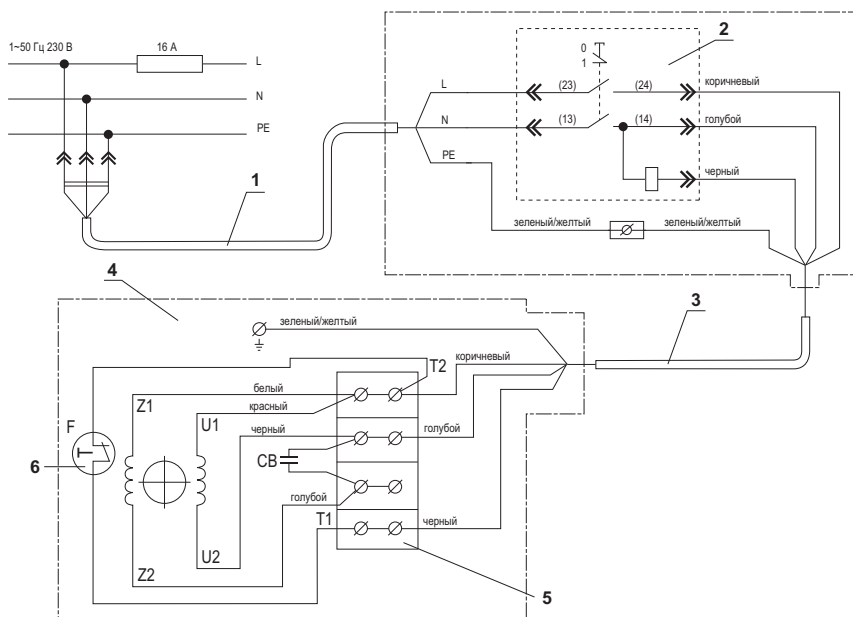 1~50 Гц 230 В
16 А
L
N
PE
1
2
0
1
L
(23)
(24)
коричневый
N
(13)
(14)
голубой
PE
черный
зеленый/желтый
зеленый/желтый
4
3
зеленый/желтый
T2
коричневый
белый
Z1
красный
U1
F
черный
голубой
6
CB
голубой
T1
черный
U2
Z2
5